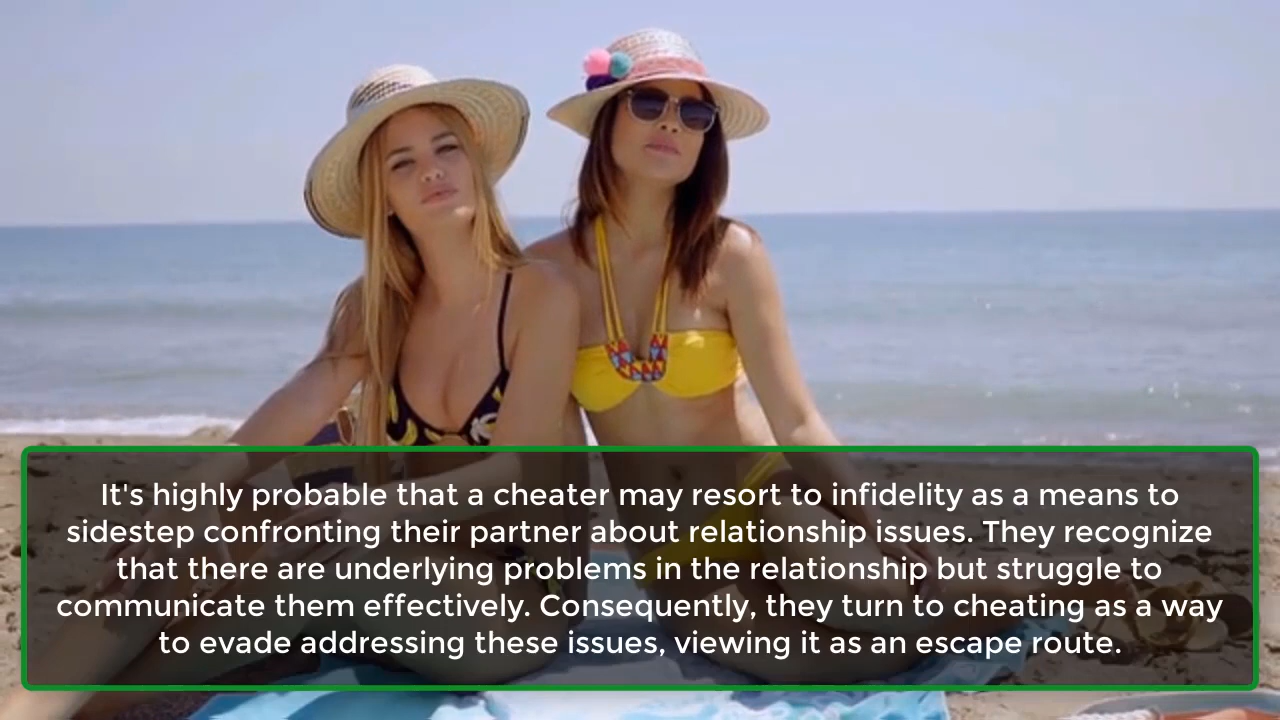 It's highly probable that a cheater may resort to infidelity as a means to
sidestep confronting their partner about relationship issues. They recognize
that there are underlying problems in the relationship but struggle to
communicate them effectively. Consequently, they turn to cheating as a way
to evade addressing these issues, viewing it as an escape route.